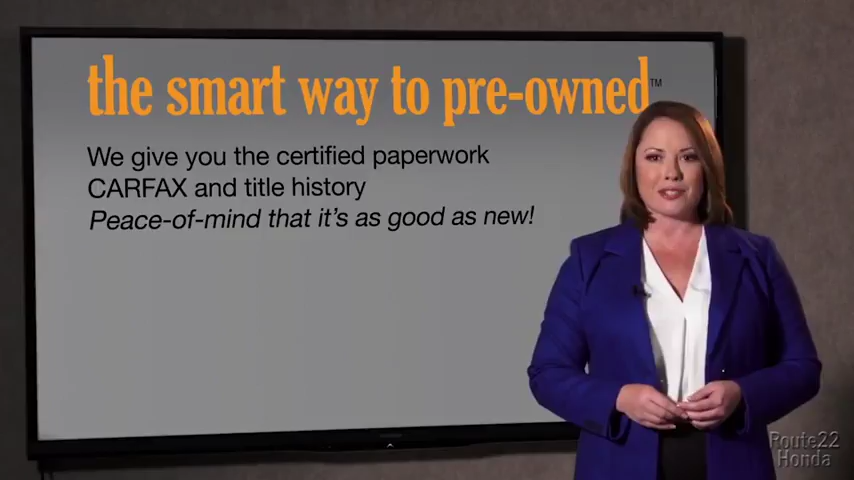 the smart way to pre-owned™
We give you the certified paperwork
CARFAX and title history
Peace-of-mind that it's as good as new!
Route22
Honda